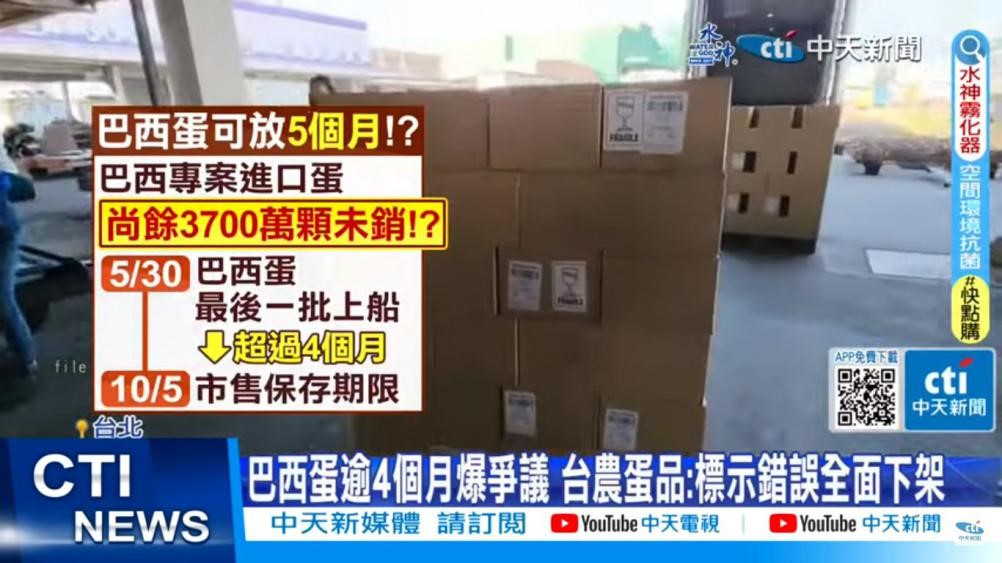 水神
WATER GOD
cti 中天新聞
巴西蛋可放5個月!?
巴西專案進口蛋
尚餘3700萬顆未銷!?
5/30 巴西蛋
最後一批上船
超過4個月
10/5 市售保存期限
file
台北
FRAGILE
水神霧化器
空間環境抗菌
#快點購
APP免費下載
cti
中天新聞
CTI
NEWS
巴西蛋逾4個月爆爭議 台農蛋品:標示錯誤全面下架
中天新媒體 請訂閱 YouTube 中天電視 | YouTube 中天新聞
cti
中天新聞